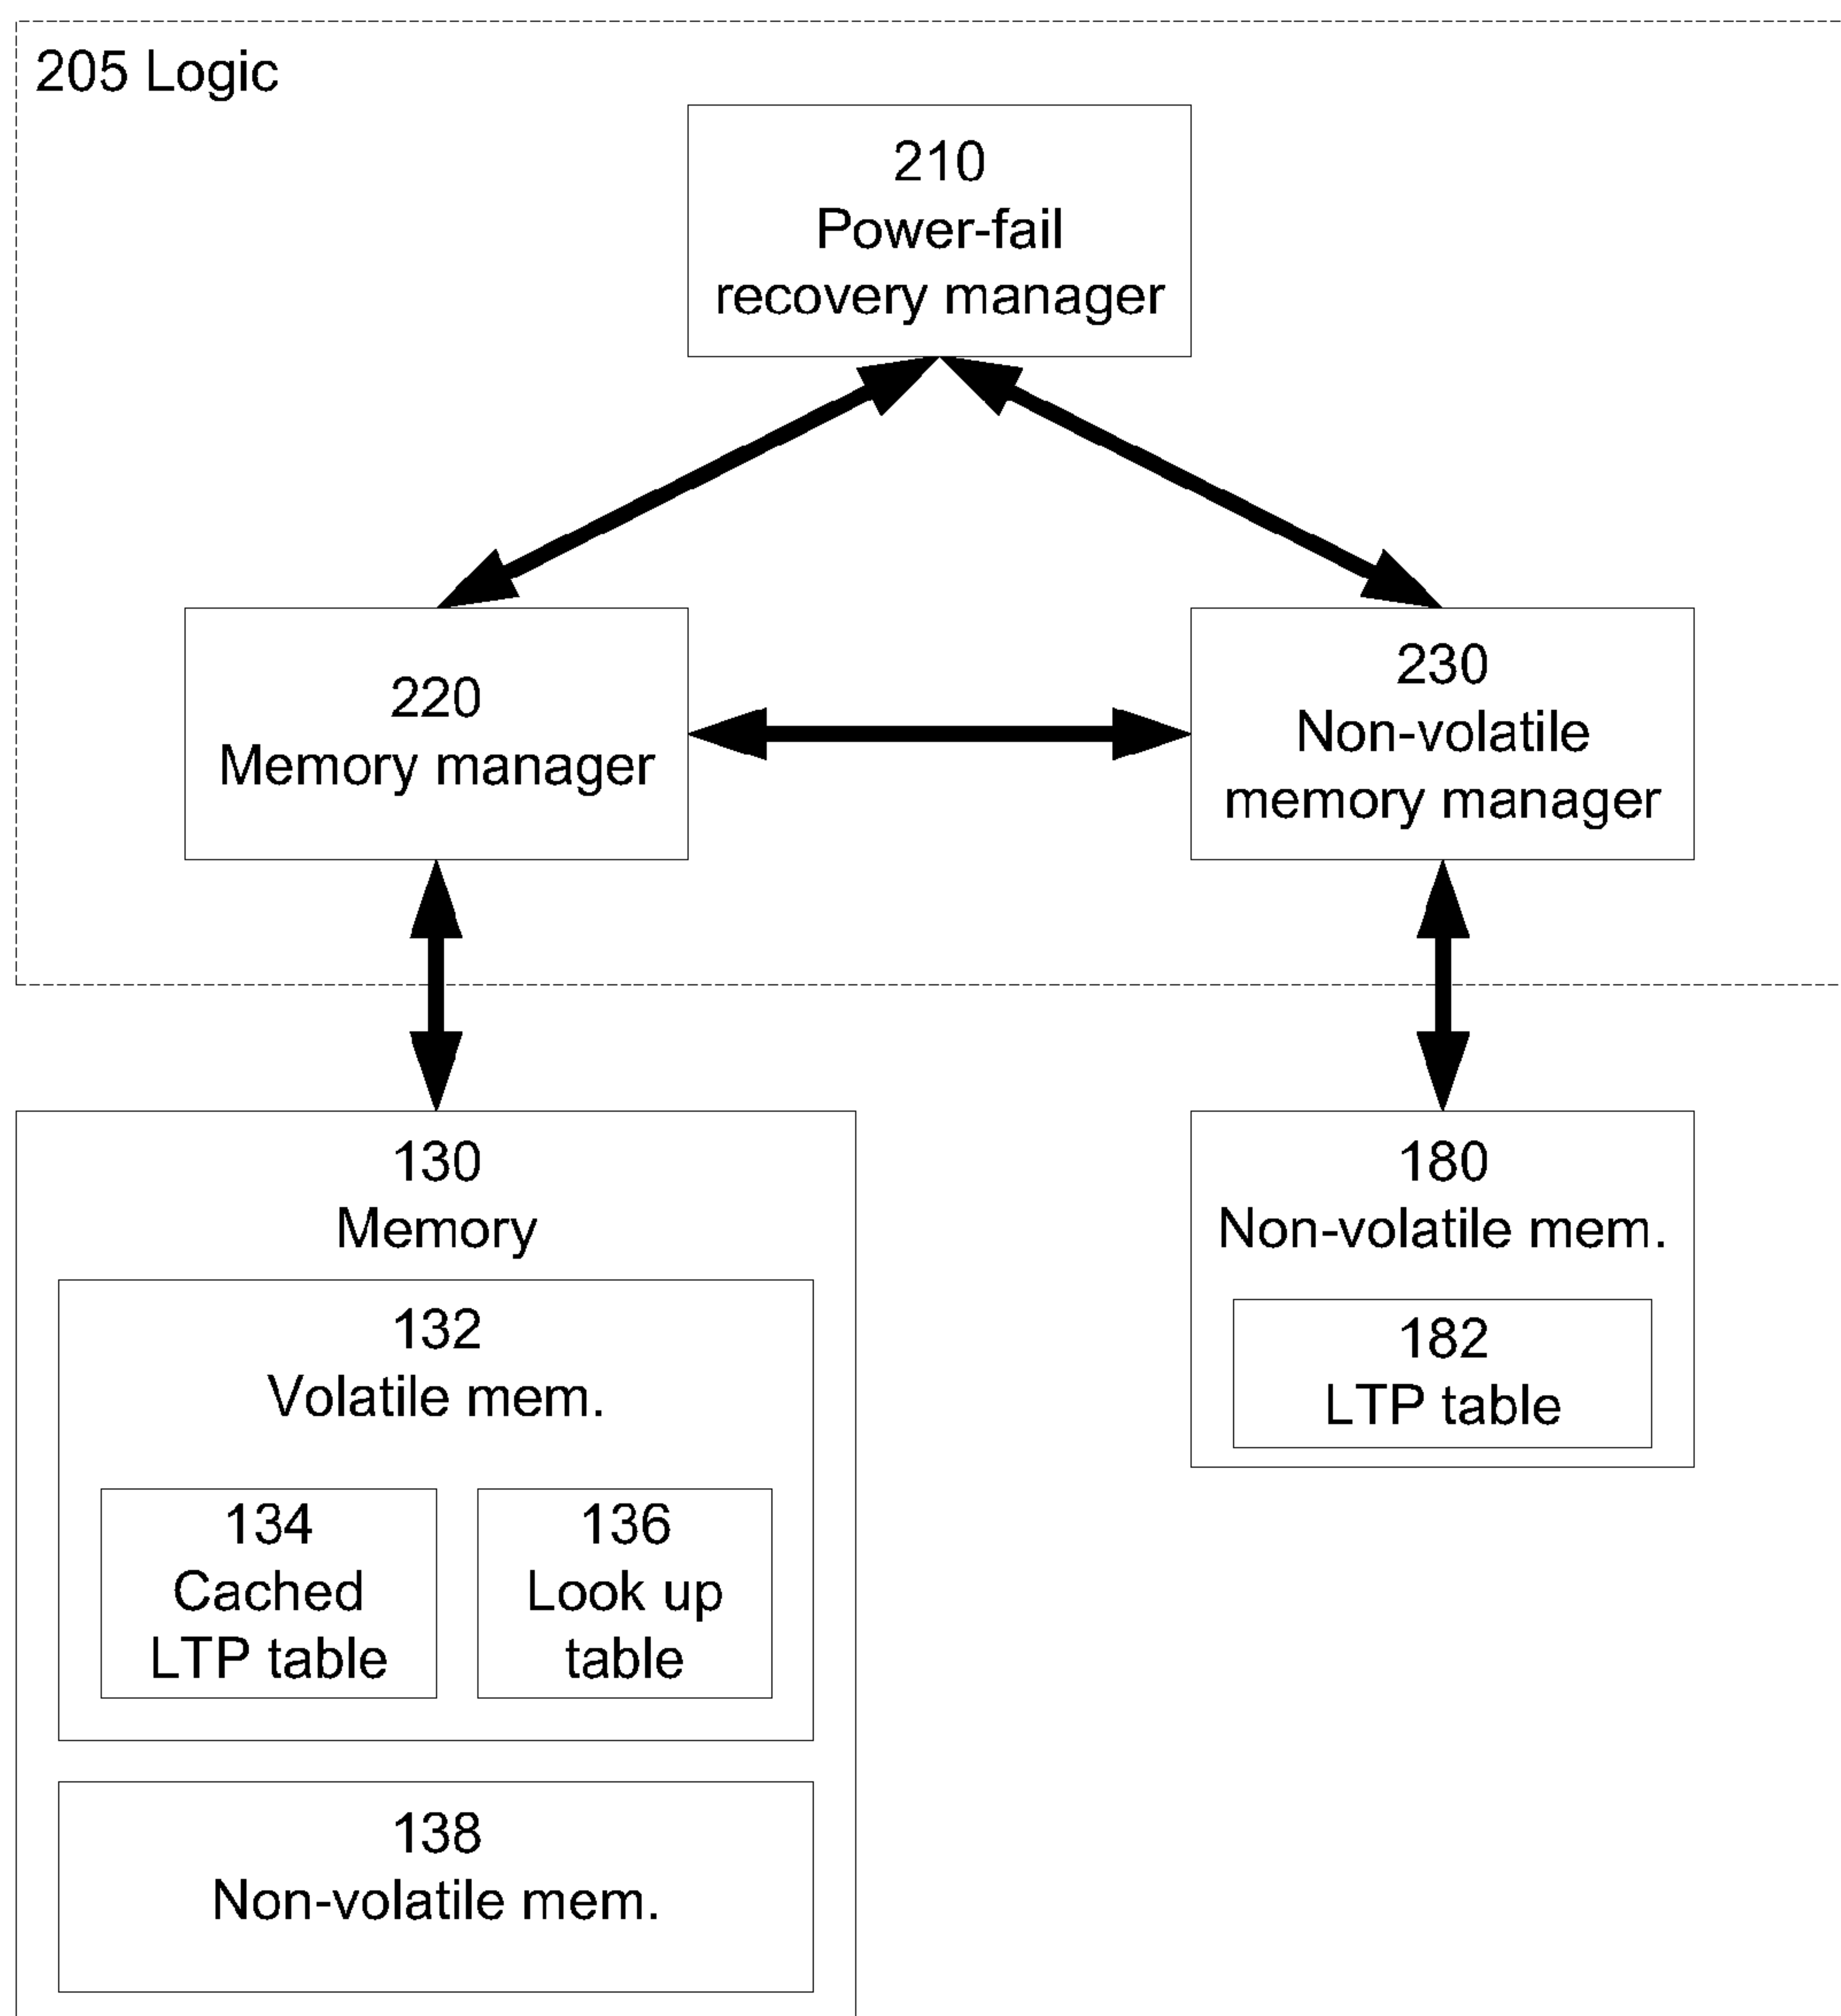 205 Logic
210
Power-fail
recovery manager
220
Memory manager
230
Non-volatile
memory manager
130
Memory
132
Volatile mem.
134
Cached
LTP table
136
Look up
table
138
Non-volatile mem.
180
Non-volatile mem.
182
LTP table